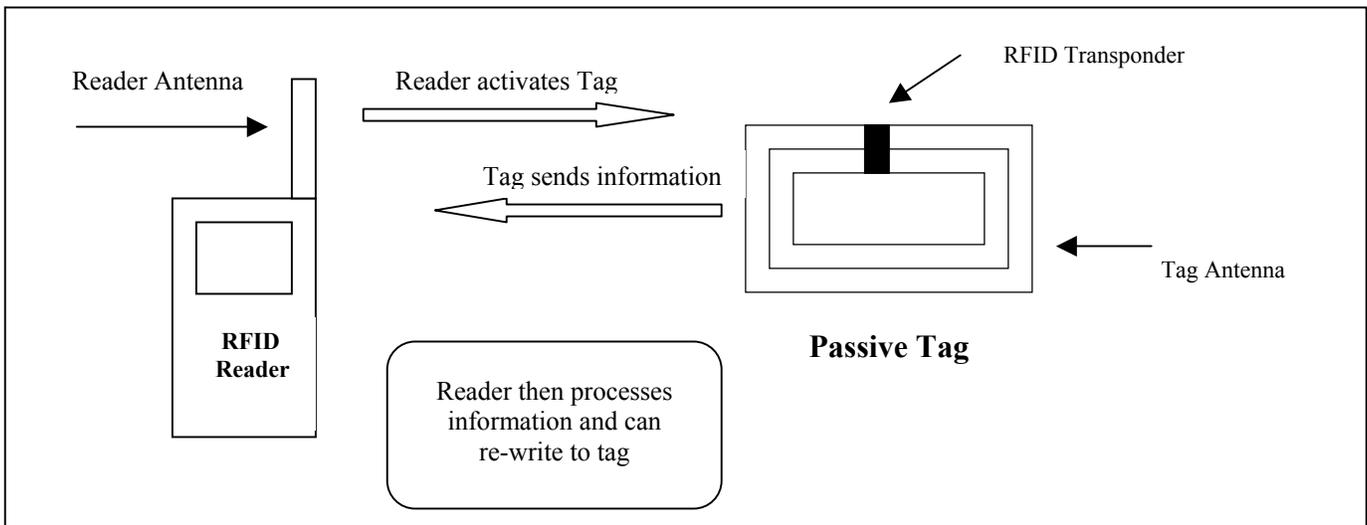 RFID Transponder
Reader Antenna
Reader activates Tag
Tag sends information
Tag Antenna
RFID
Reader
Passive Tag
Reader then processes
information and can
re-write to tag